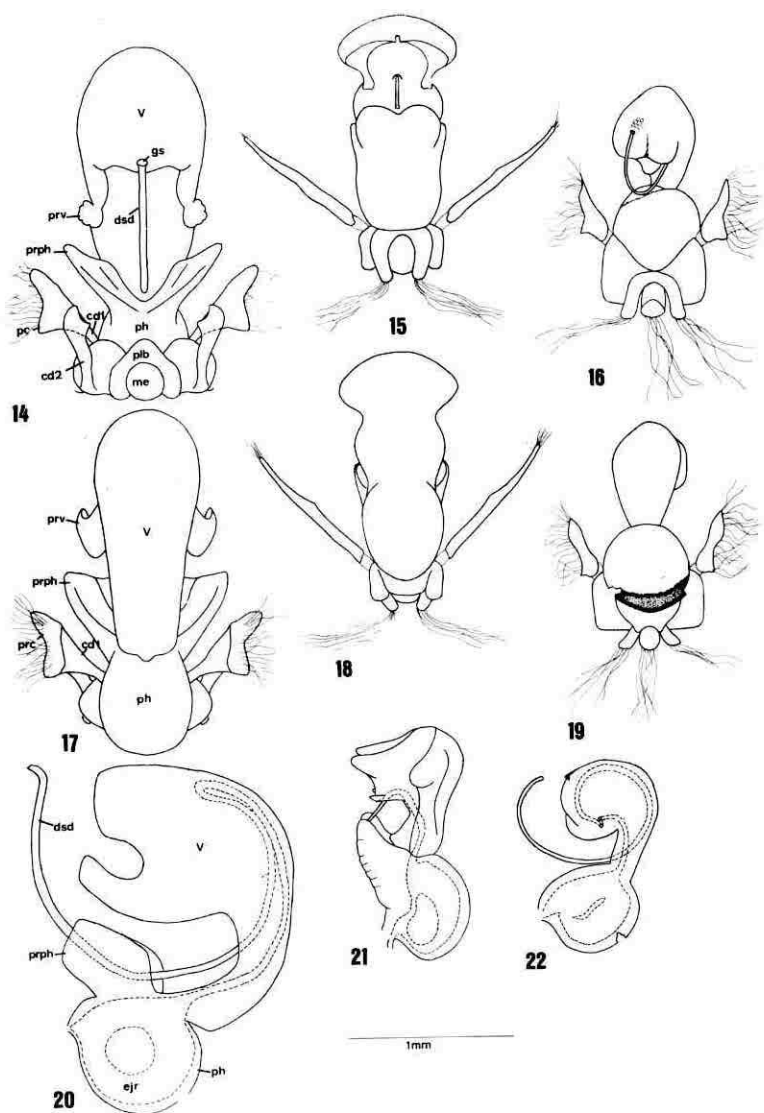 V
gs
prv
dsd
prph
cd1
pc
ph
plb
cd2
me
14
15
16
prv
V
prph
prc
cd1
ph
17
18
19
dsd
V
prph
ejr
ph
20
21
22
1mm